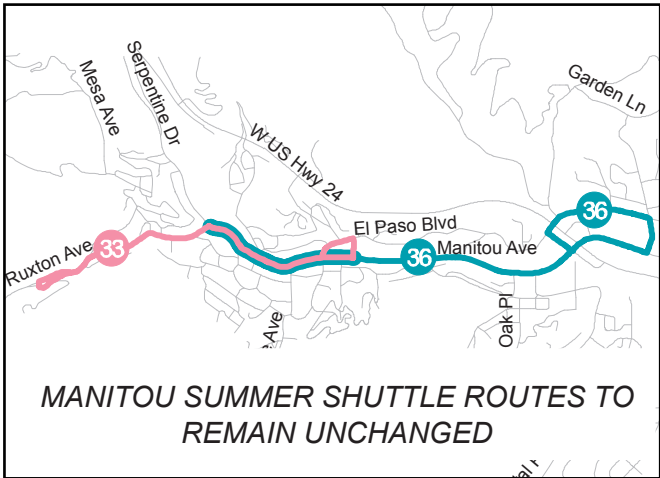 Garden Ln
Serpentine Dr
Mesa Ave
W US Hwy 24
36
El Paso Blvd
33
Ruxton Ave
36
Manitou Ave
Oak Pl
Ave
MANITOU SUMMER SHUTTLE ROUTES TO
REMAIN UNCHANGED